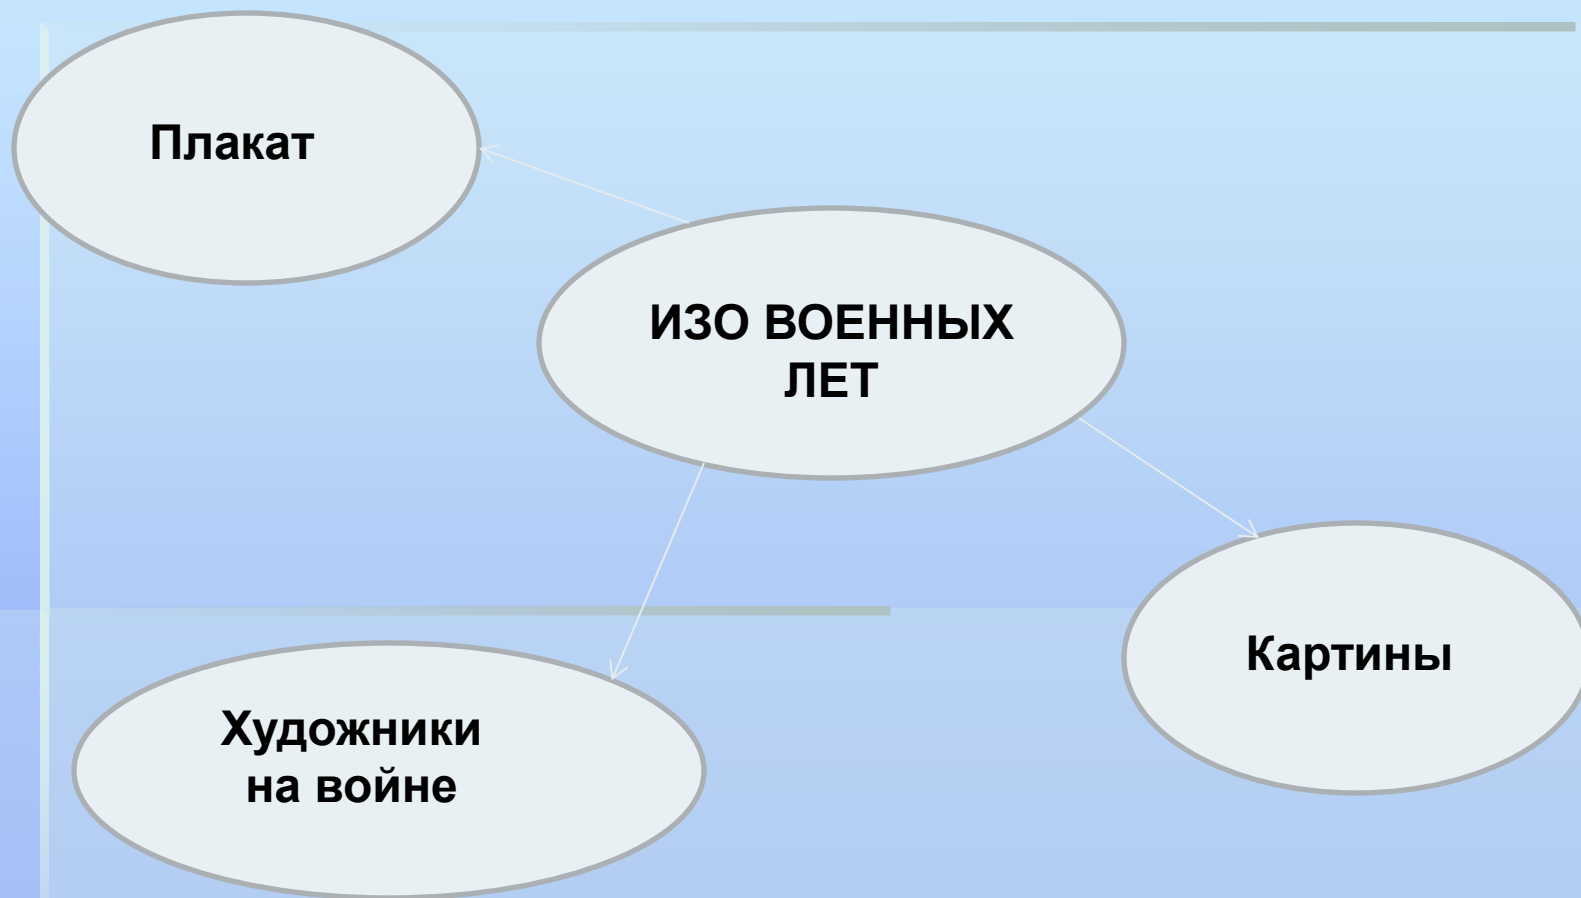 Плакат
ИЗО ВОЕННЫХ
ЛЕТ
Картины
Художники
на войне